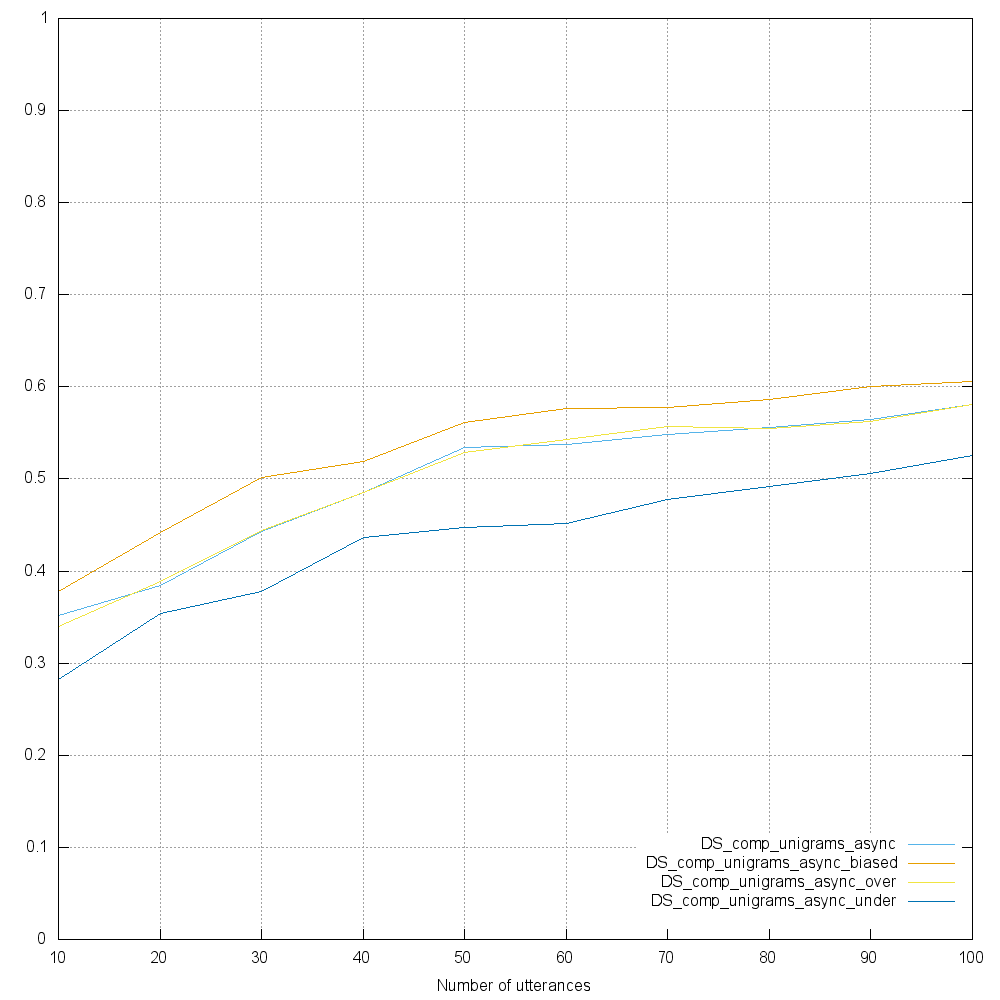 1
0.9
0.8
0.7
0.6
0.5
0.4
0.3
0.2
0.1
0
DS_comp_unigrams_async
DS_comp_unigrams_async_biased
DS_comp_unigrams_async_over
DS_comp_unigrams_async_under
10 20 30 40 50 60 70 80 90 100
Number of utterances